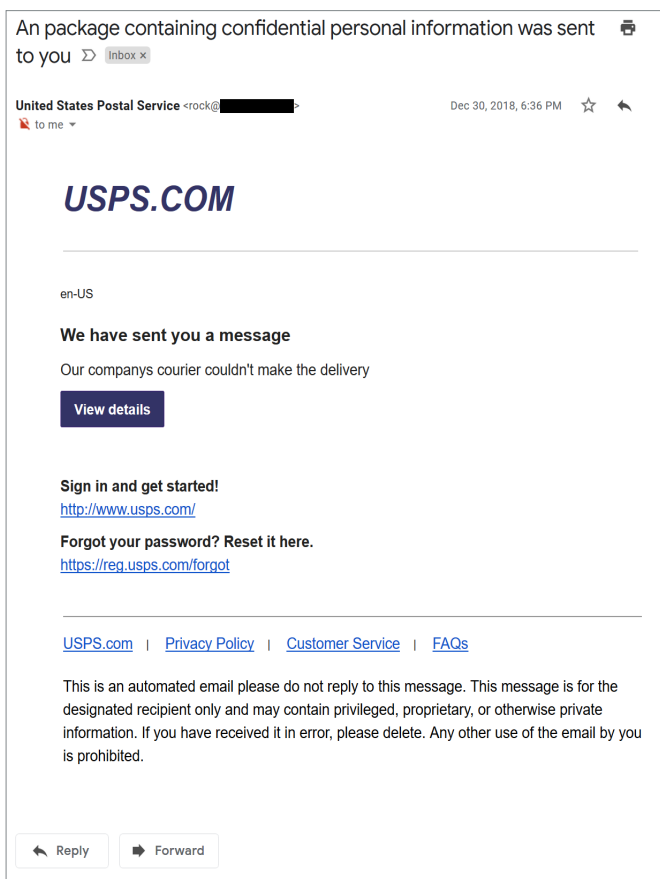 An package containing confidential personal information was sent
to you Inbox ×
United States Postal Service <rock@ > Dec 30, 2018, 6:36 PM
to me
USPS.COM
en-US
We have sent you a message
Our companys courier couldn't make the delivery
View details
Sign in and get started!
http://www.usps.com/
Forgot your password? Reset it here.
https://reg.usps.com/forgot
USPS.com | Privacy Policy | Customer Service | FAQs
This is an automated email please do not reply to this message. This message is for the
designated recipient only and may contain privileged, proprietary, or otherwise private
information. If you have received it in error, please delete. Any other use of the email by you
is prohibited.
Reply Forward